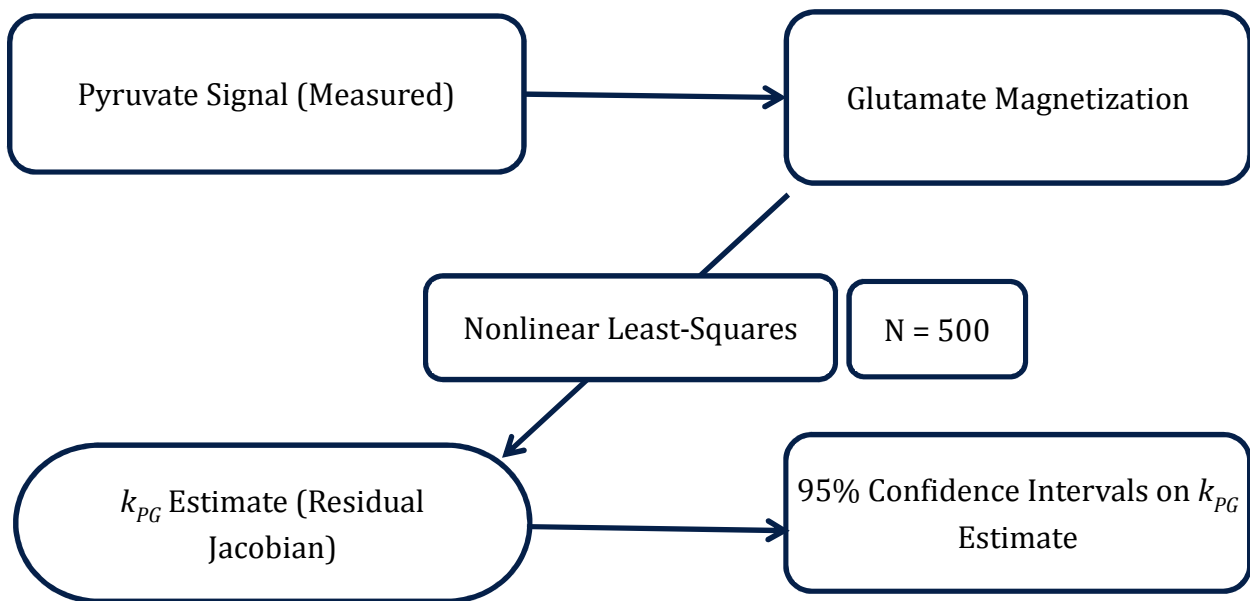 Pyruvate Signal (Measured)
Glutamate Magnetization
Nonlinear Least-Squares
N = 500
k_PG Estimate (Residual
Jacobian)
95% Confidence Intervals on k_PG
Estimate